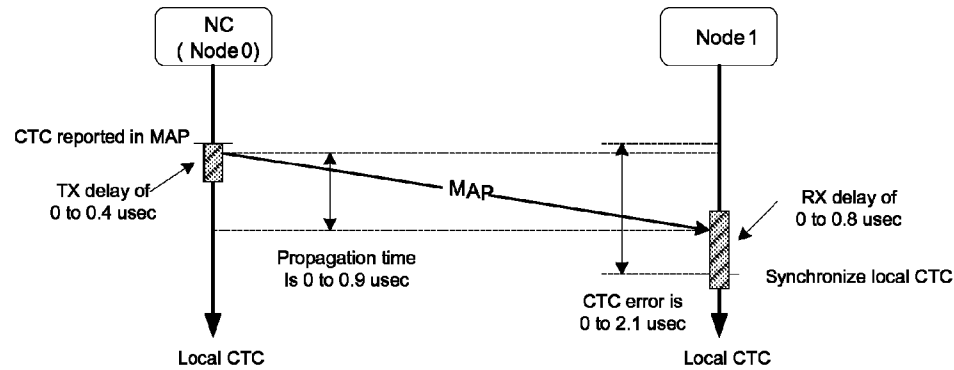 NC
( Node 0)
Node 1
CTC reported in MAP
TX delay of
0 to 0.4 usec
MAP
RX delay of
0 to 0.8 usec
Propagation time
Is 0 to 0.9 usec
Synchronize local CTC
CTC error is
0 to 2.1 usec
Local CTC
Local CTC